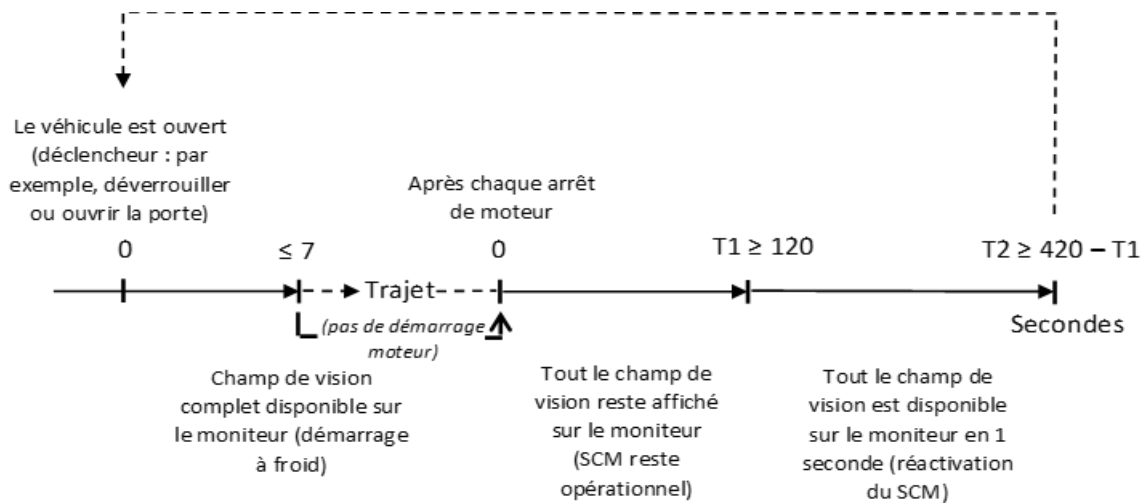 Le véhicule est ouvert
(déclencheur : par
exemple, déverrouiller
ou ouvrir la porte)
Après chaque arrêt
de moteur
0
≤ 7
0
T1 ≥ 120
T2 ≥ 420 – T1
Trajet
(pas de démarrage
moteur)
Secondes
Champ de vision
complet disponible sur
le moniteur (démarrage
à froid)
Tout le champ de
vision reste affiché
sur le moniteur
(SCM reste
opérationnel)
Tout le champ de
vision est disponible
sur le moniteur en 1
seconde (réactivation
du SCM)